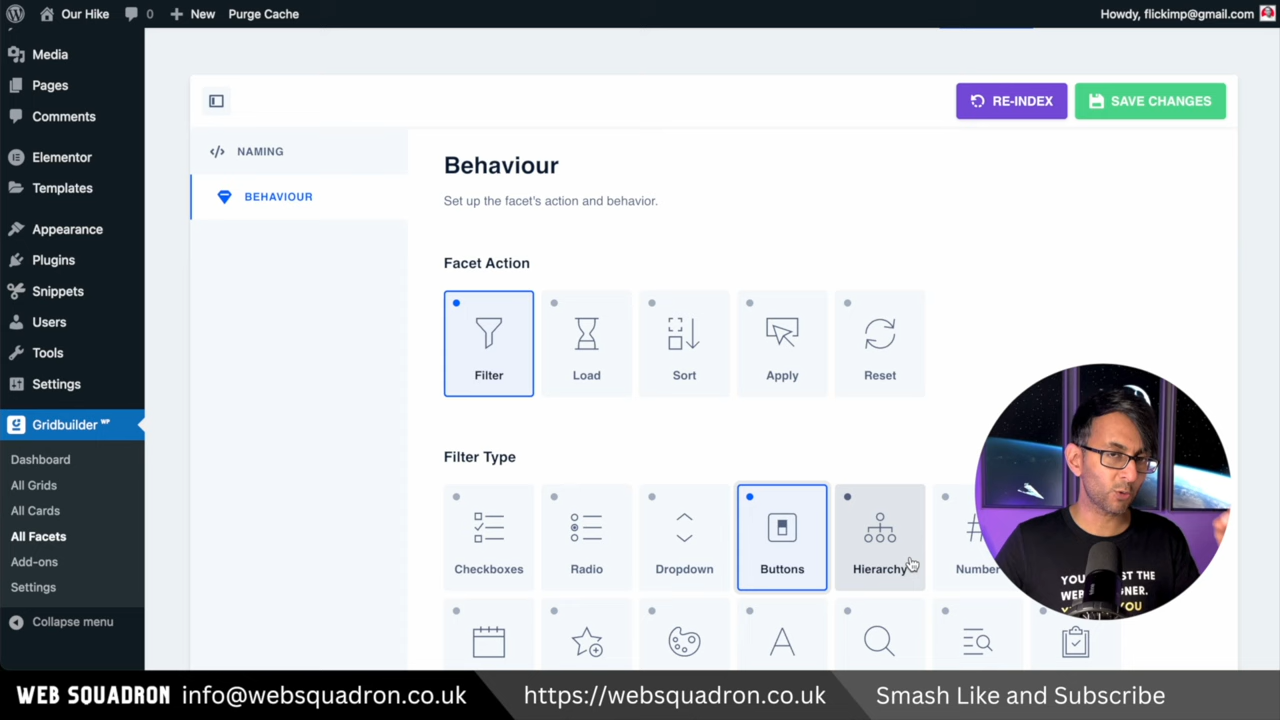 Our Hike
0
New
Purge Cache
Howdy, flickimp@gmail.com
Media
Pages
Comments
Elementor
Templates
Appearance
Plugins
Snippets
Users
Tools
Settings
Gridbuilder WP
Dashboard
All Grids
All Cards
All Facets
Add-ons
Settings
Collapse menu
RE-INDEX
SAVE CHANGES
NAMING
BEHAVIOUR
Behaviour
Set up the facet's action and behavior.
Facet Action
Filter
Load
Sort
Apply
Reset
Filter Type
Checkboxes
Radio
Dropdown
Buttons
Hierarchy
Number
WEB SQUADRON
info@websquadron.co.uk
https://websquadron.co.uk
Smash Like and Subscribe